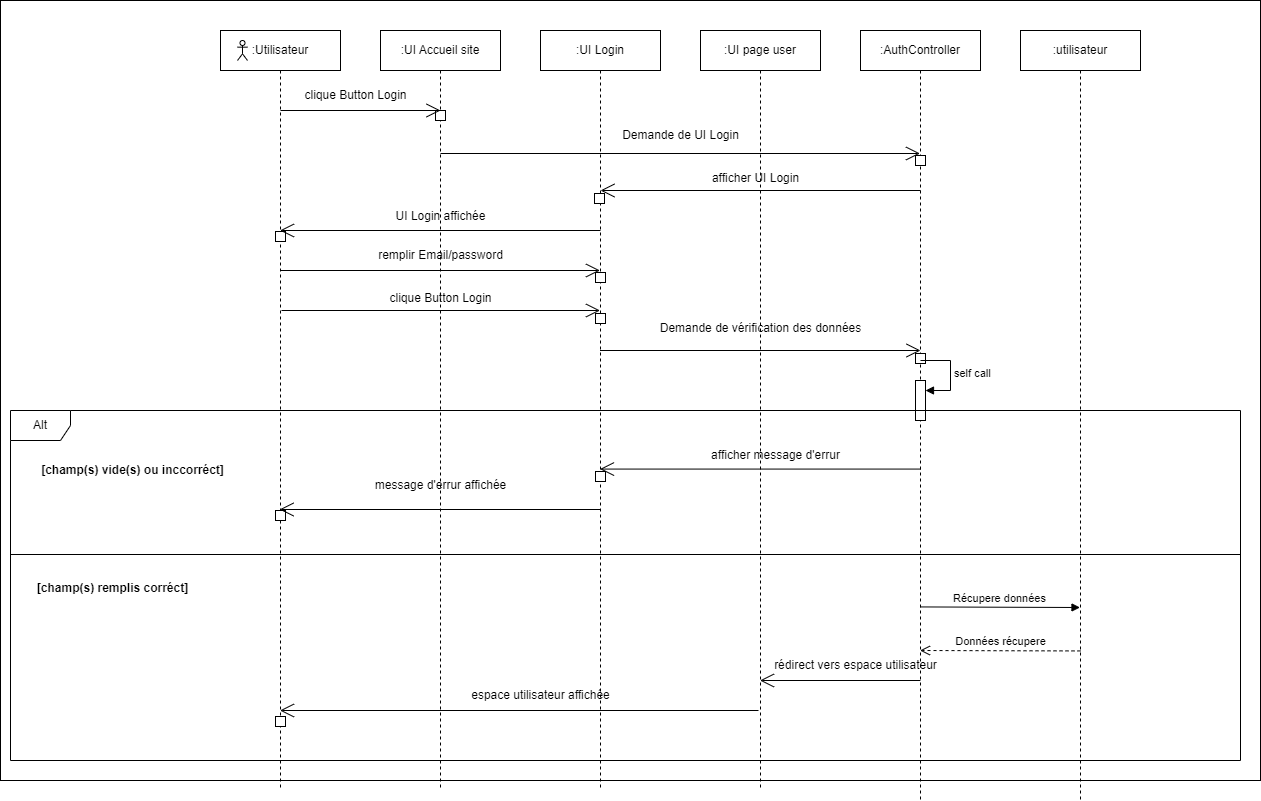 :Utilisateur
:UI Accueil site
:UI Login
:UI page user
:AuthController
:utilisateur
clique Button Login
Demande de UI Login
afficher UI Login
UI Login affichée
remplir Email/password
clique Button Login
Demande de vérification des données
self call
Alt
[champ(s) vide(s) ou inccorréct]
afficher message d'errur
message d'errur affichée
[champ(s) remplis corréct]
Récupere données
Données récupere
rédirect vers espace utilisateur
espace utilisateur affichée